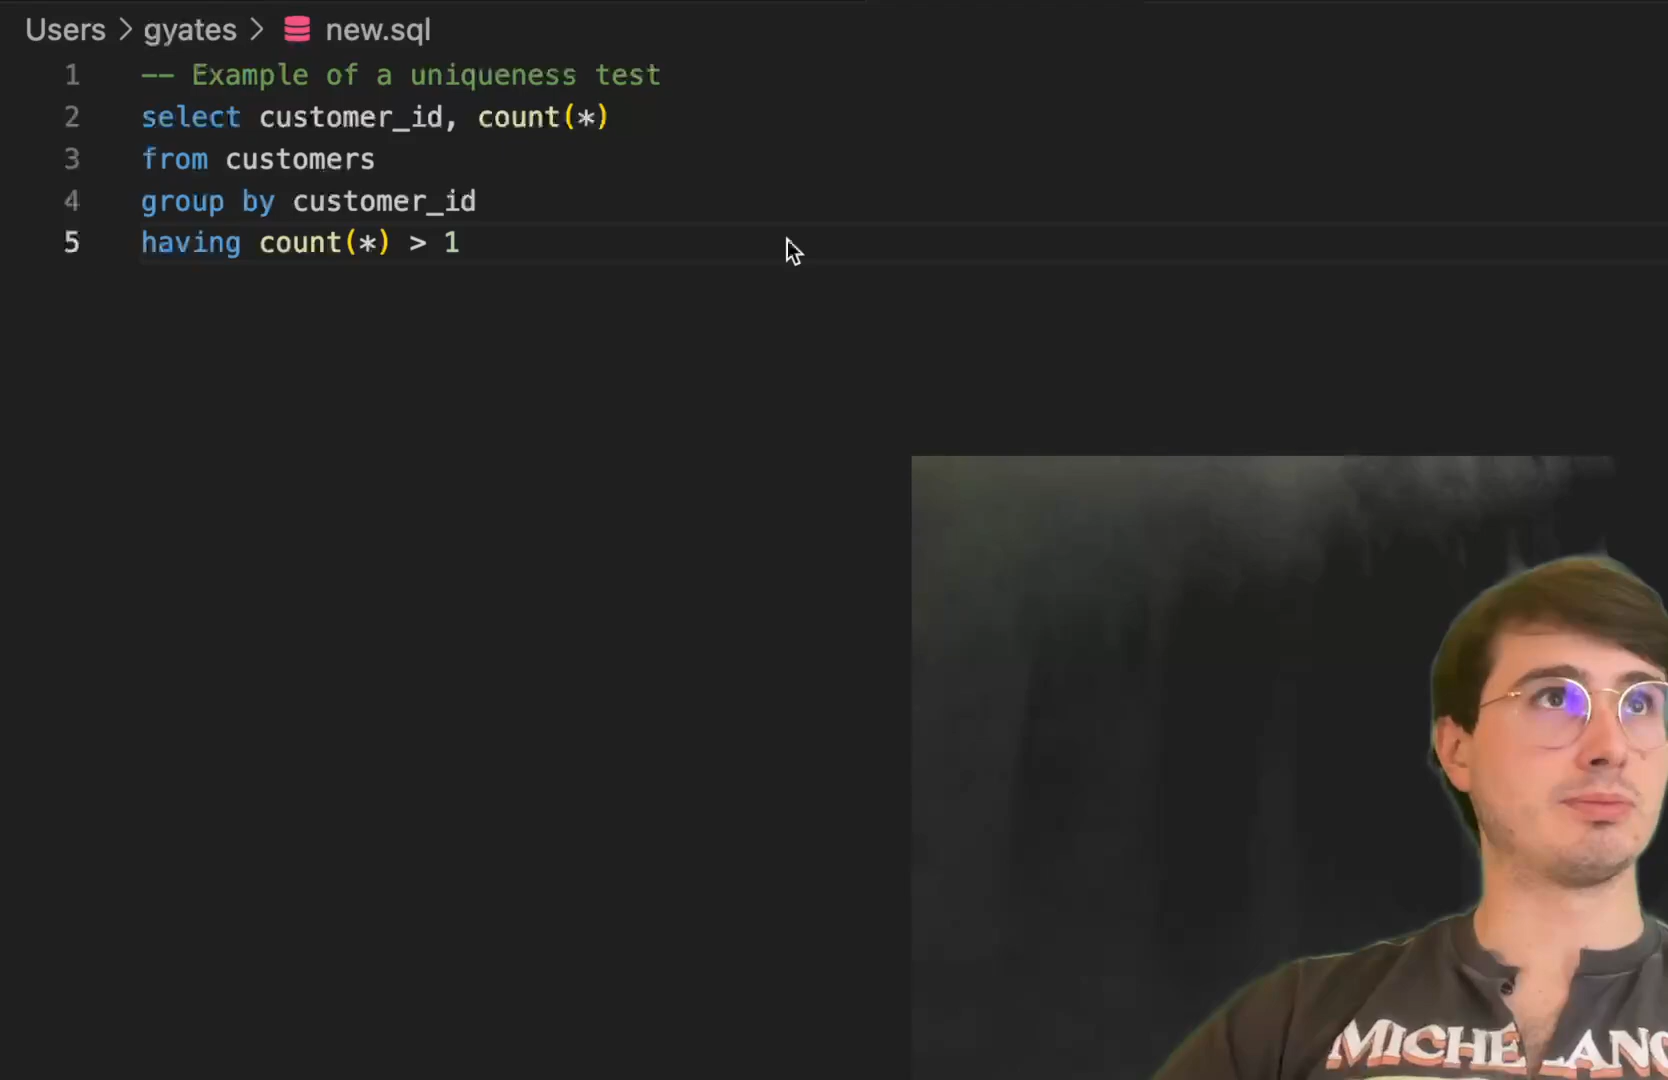 Users > gyates > new.sql
1 -- Example of a uniqueness test
2 select customer_id, count(*)
3 from customers
4 group by customer_id
5 having count(*) > 1